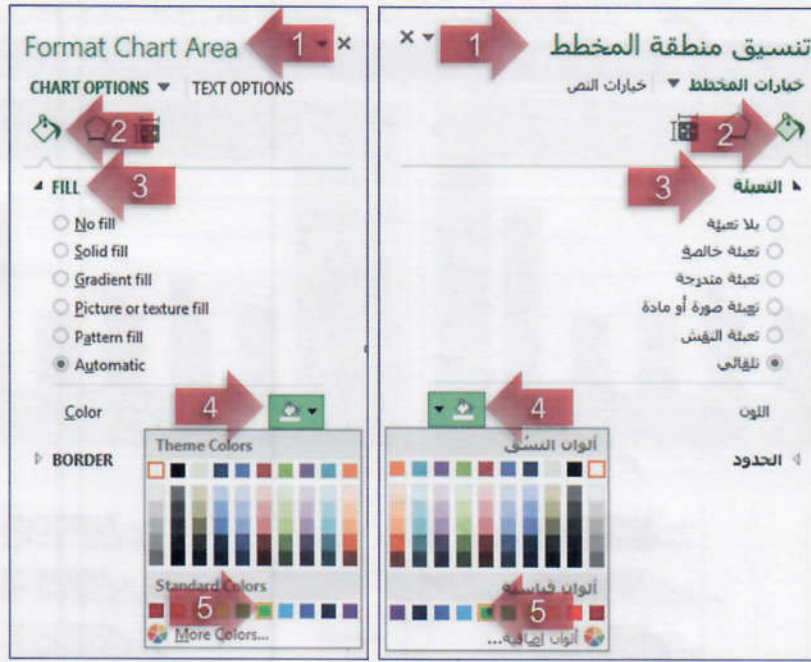 Format Chart Area 1
CHART OPTIONS TEXT OPTIONS
2
FILL 3
No fill
Solid fill
Gradient fill
Picture or texture fill
Pattern fill
Automatic
Color 4
Theme Colors
BORDER
Standard Colors
5
More Colors...
تنسيق منطقة المخطط 1
خيارات المخطط خيارات النص
2
التعبئة 3
بلا تعبئة
تعبئة خالصة
تعبئة متدرجة
تعبئة صورة أو مادة
تعبئة النقش
تلقائي
اللون 4
ألوان النسُق
الحدود
ألوان قياسية
5
ألوان إضافية...